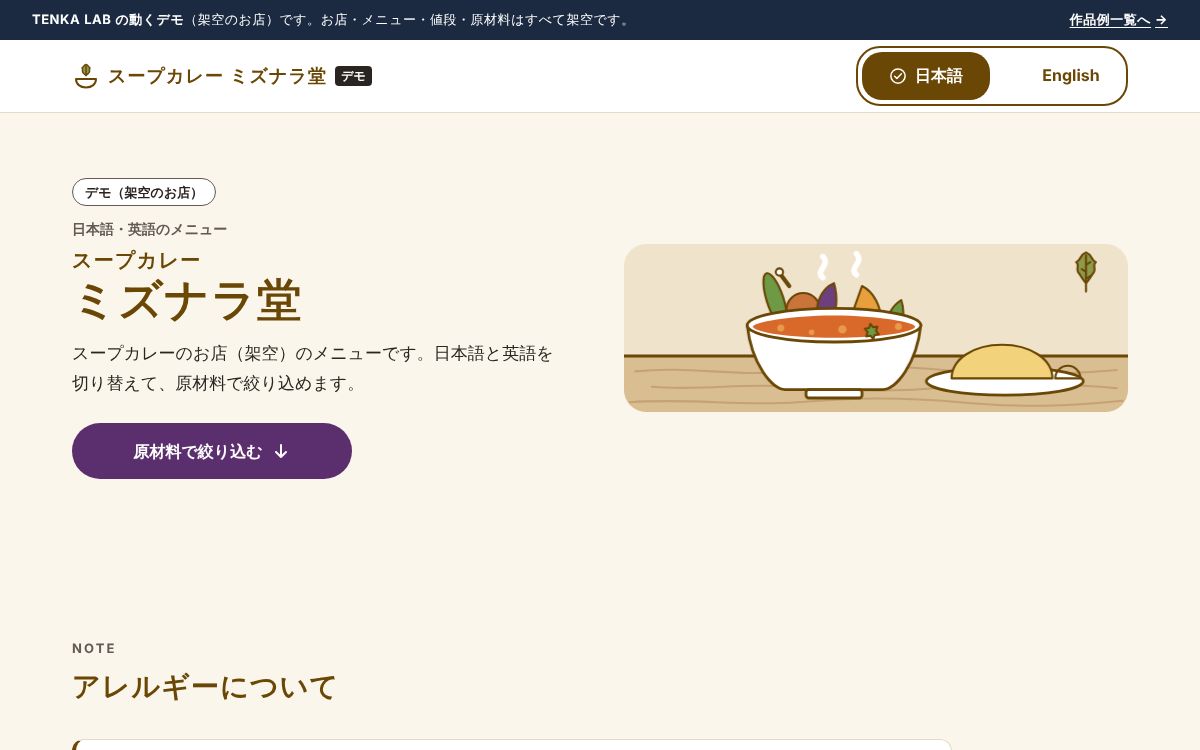 TENKA LAB の動くデモ（架空のお店）です。お店・メニュー・値段・原材料はすべて架空です。
作品例一覧へ →
スープカレー ミズナラ堂 デモ
日本語 English
デモ（架空のお店）
日本語・英語のメニュー
スープカレー
ミズナラ堂
スープカレーのお店（架空）のメニューです。日本語と英語を
切り替えて、原材料で絞り込めます。
原材料で絞り込む ↓
NOTE
アレルギーについて